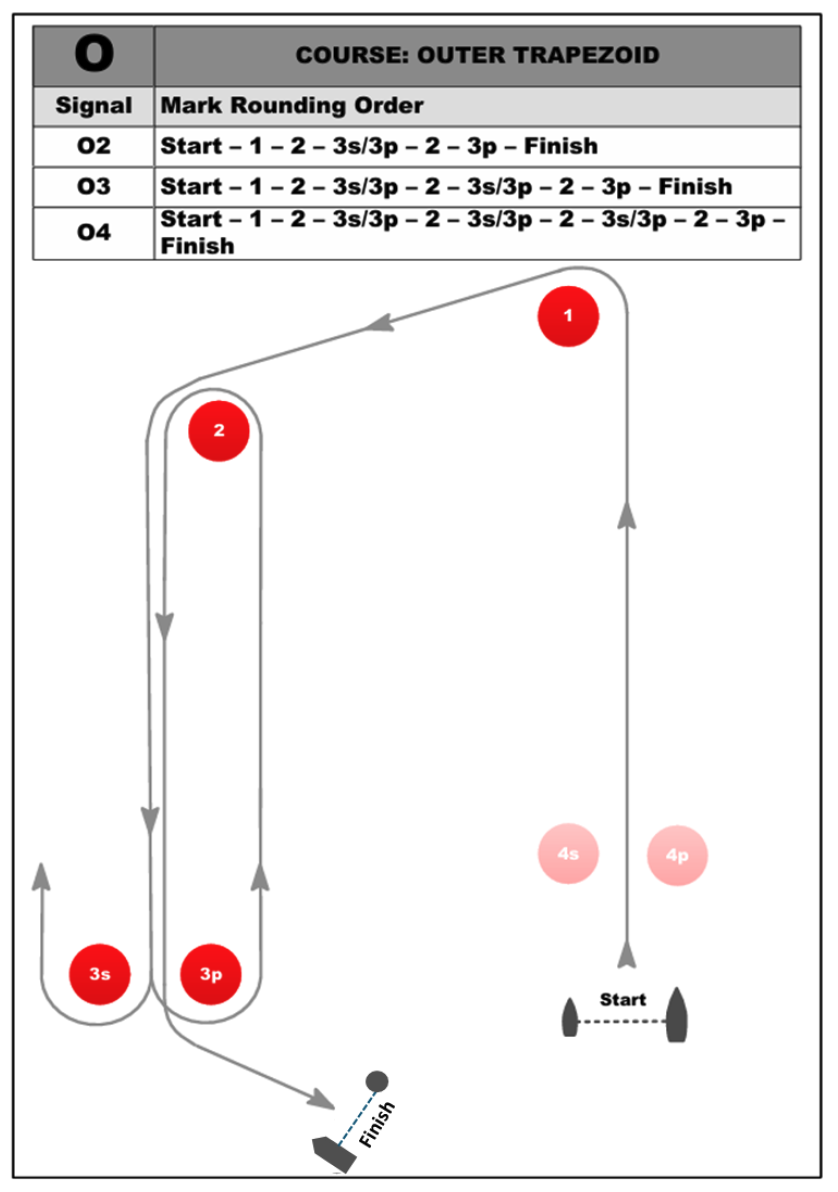 O COURSE: OUTER TRAPEZOID
Signal Mark Rounding Order
O2 Start – 1 – 2 – 3s/3p – 2 – 3p – Finish
O3 Start – 1 – 2 – 3s/3p – 2 – 3s/3p – 2 – 3p – Finish
O4 Start – 1 – 2 – 3s/3p – 2 – 3s/3p – 2 – 3s/3p – 2 – 3p –
Finish
1
2
4s 4p
3s 3p
Start
Finish